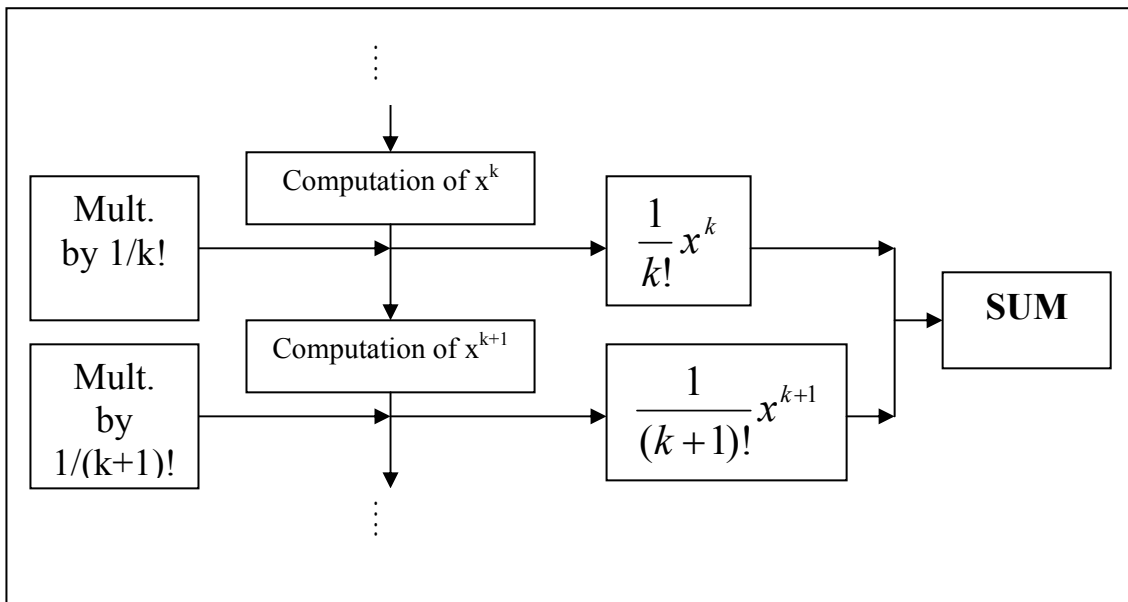 Computation of x^k
Mult.
by 1/k!
1/k! x^k
SUM
Computation of x^{k+1}
Mult.
by
1/(k+1)!
1/(k+1)! x^{k+1}